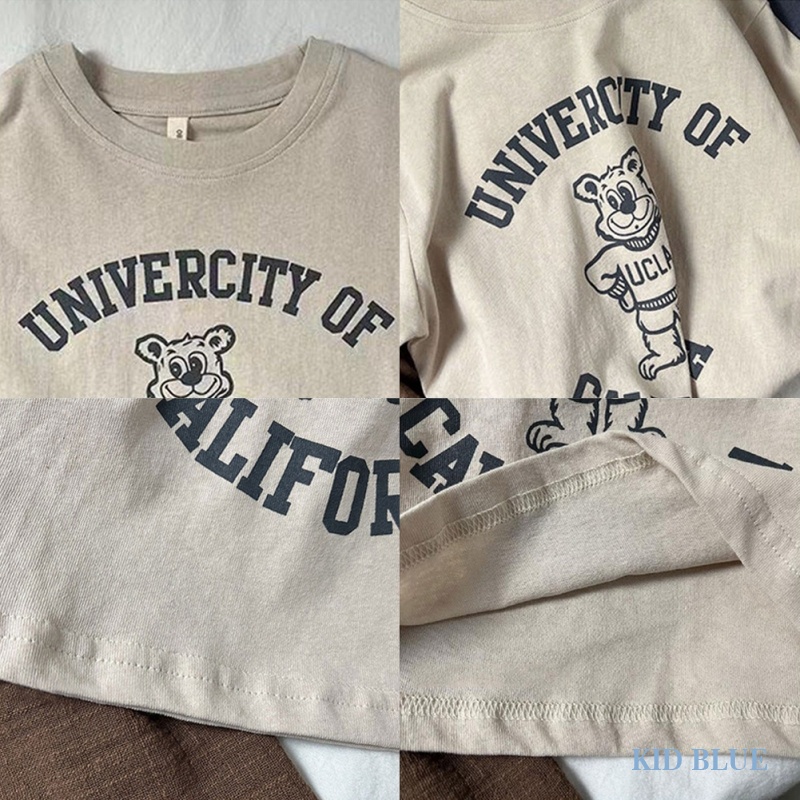 UNIVERCITY OF
UNIVERCITY OF
UCLA
ALIFOR
CA
KID BLUE